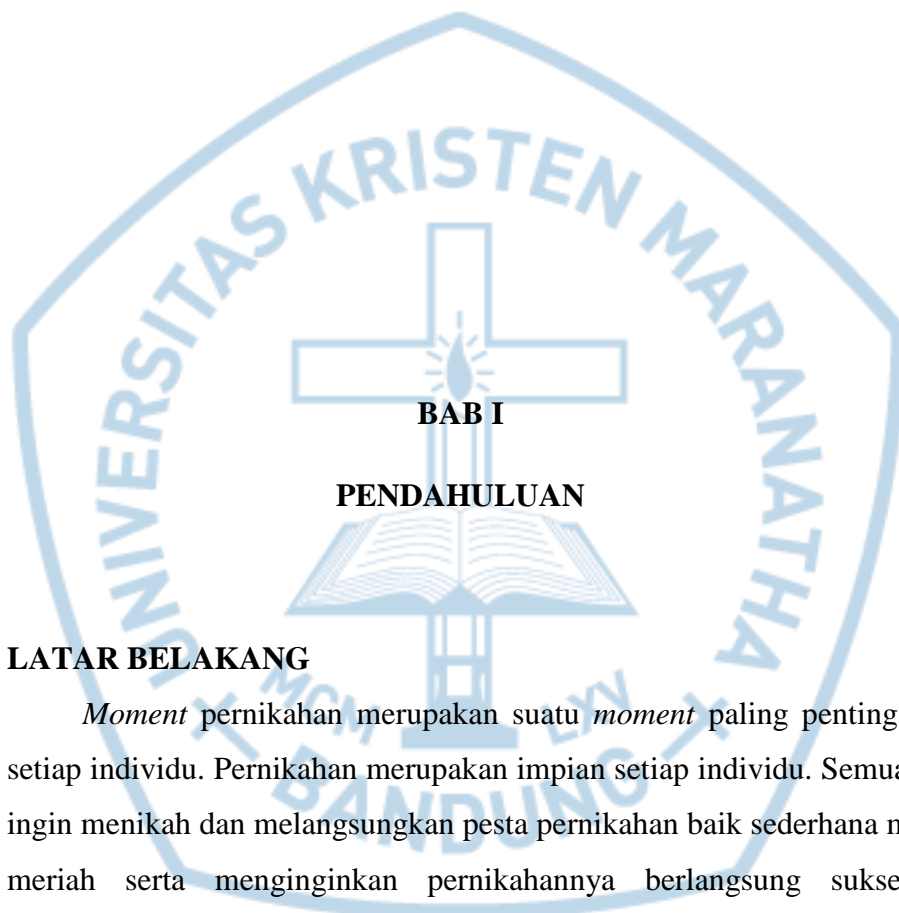 UNIVERSITAS KRISTEN MARANATHA
BAB I
PENDAHULUAN
LATAR BELAKANG
MCM LXV
BANDUNG
Moment pernikahan merupakan suatu moment paling penting
setiap individu. Pernikahan merupakan impian setiap individu. Semua
ingin menikah dan melangsungkan pesta pernikahan baik sederhana
meriah serta menginginkan pernikahannya berlangsung